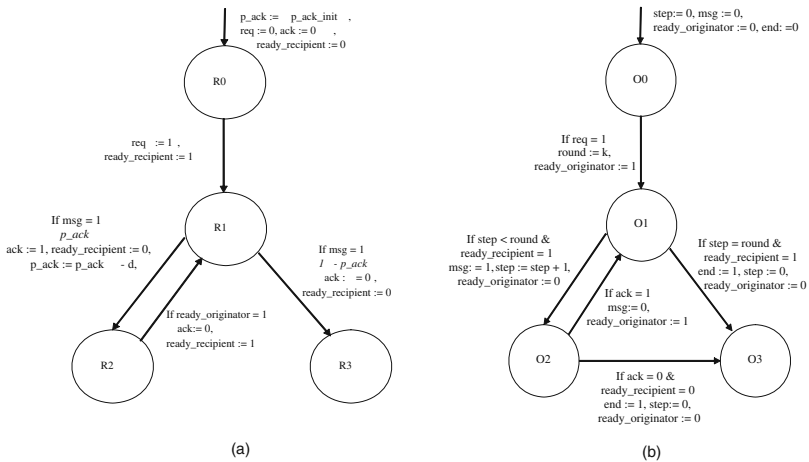 p_ack := p_ack_init ,
req := 0, ack := 0 ,
ready_recipient := 0
R0
req := 1 ,
ready_recipient := 1
R1
If msg = 1
p_ack
ack := 1, ready_recipient := 0,
p_ack := p_ack - d,
If msg = 1
1 - p_ack
ack : = 0 ,
ready_recipient := 0
If ready_originator = 1
ack:= 0,
ready_recipient := 1
R2
R3
(a)
step:= 0, msg := 0,
ready_originator := 0, end: =0
O0
If req = 1
round := k,
ready_originator := 1
O1
If step < round &
ready_recipient = 1
msg: = 1, step := step + 1,
ready_originator := 0
If step = round &
ready_recipient = 1
end := 1, step := 0,
ready_originator := 0
If ack = 1
msg:= 0,
ready_originator := 1
O2
O3
If ack = 0 &
ready_recipient = 0
end := 1, step:= 0,
ready_originator := 0
(b)